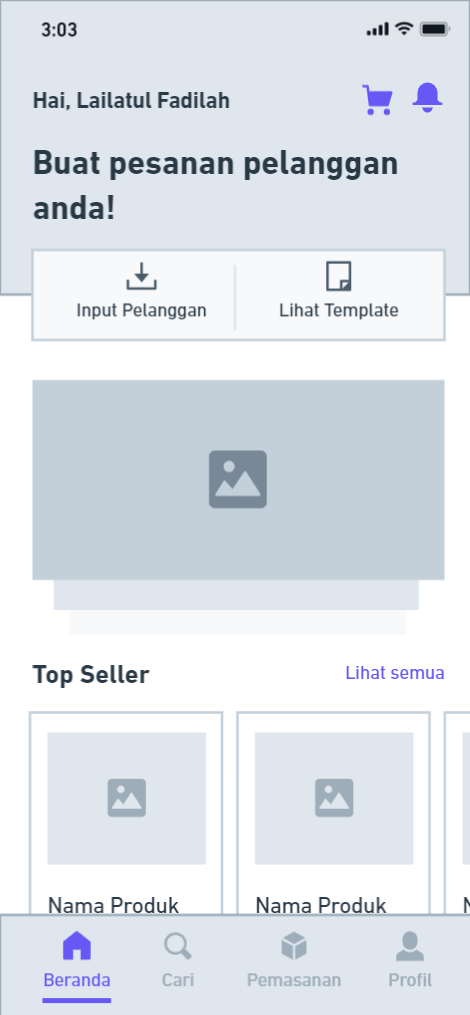 3:03
Hai, Lailatul Fadilah
Buat pesanan pelanggan
anda!
Input Pelanggan
Lihat Template
Top Seller
Lihat semua
Nama Produk
Nama Produk
Beranda
Cari
Pemasanan
Profil